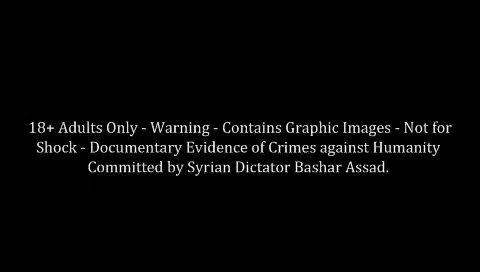 18+ Adults Only - Warning - Contains Graphic Images - Not for
Shock - Documentary Evidence of Crimes against Humanity
Committed by Syrian Dictator Bashar Assad.